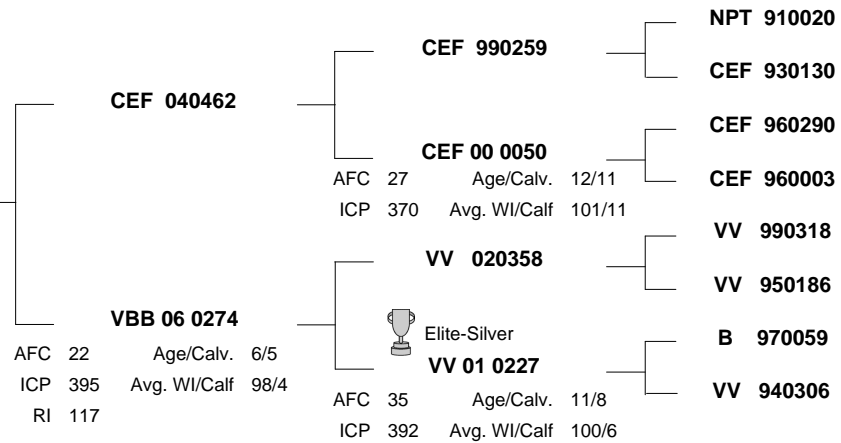 NPT 910020
CEF 990259
CEF 930130
CEF 040462
CEF 960290
CEF 00 0050
AFC 27 Age/Calv. 12/11
CEF 960003
ICP 370 Avg. WI/Calf 101/11
VV 990318
VV 020358
VV 950186
VBB 06 0274
Elite-Silver
B 970059
AFC 22 Age/Calv. 6/5
VV 01 0227
ICP 395 Avg. WI/Calf 98/4
VV 940306
AFC 35 Age/Calv. 11/8
RI 117
ICP 392 Avg. WI/Calf 100/6